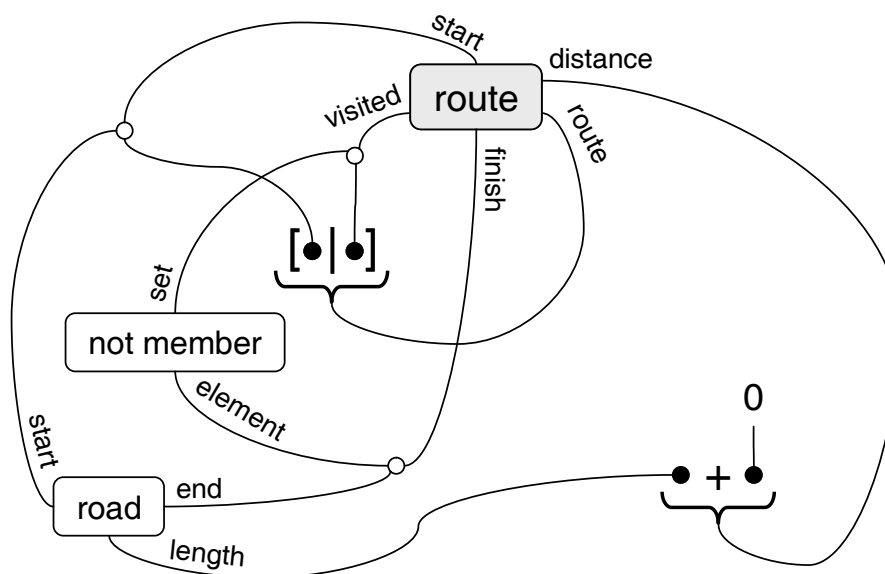 start
distance
visited
route
route
finish
[ | ]
set
not member
element
0
start
+
end
road
length